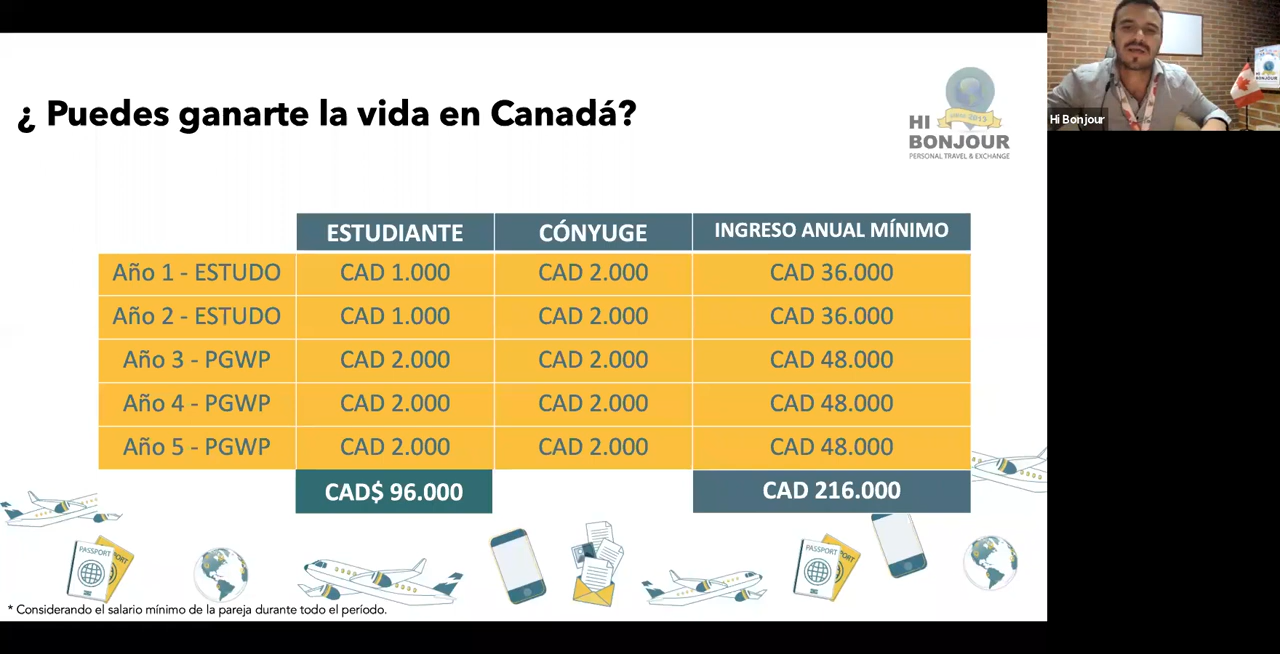 ¿ Puedes ganarte la vida en Canadá?
HI
BONJOUR
PERSONAL TRAVEL & EXCHANGE
Hi Bonjour
HI
BONJOUR
ESTUDIANTE CÓNYUGE INGRESO ANUAL MÍNIMO
Año 1 - ESTUDO CAD 1.000 CAD 2.000 CAD 36.000
Año 2 - ESTUDO CAD 1.000 CAD 2.000 CAD 36.000
Año 3 - PGWP CAD 2.000 CAD 2.000 CAD 48.000
Año 4 - PGWP CAD 2.000 CAD 2.000 CAD 48.000
Año 5 - PGWP CAD 2.000 CAD 2.000 CAD 48.000
CAD$ 96.000 CAD 216.000
PASSPORT
PASSPORT
* Considerando el salario mínimo de la pareja durante todo el período.